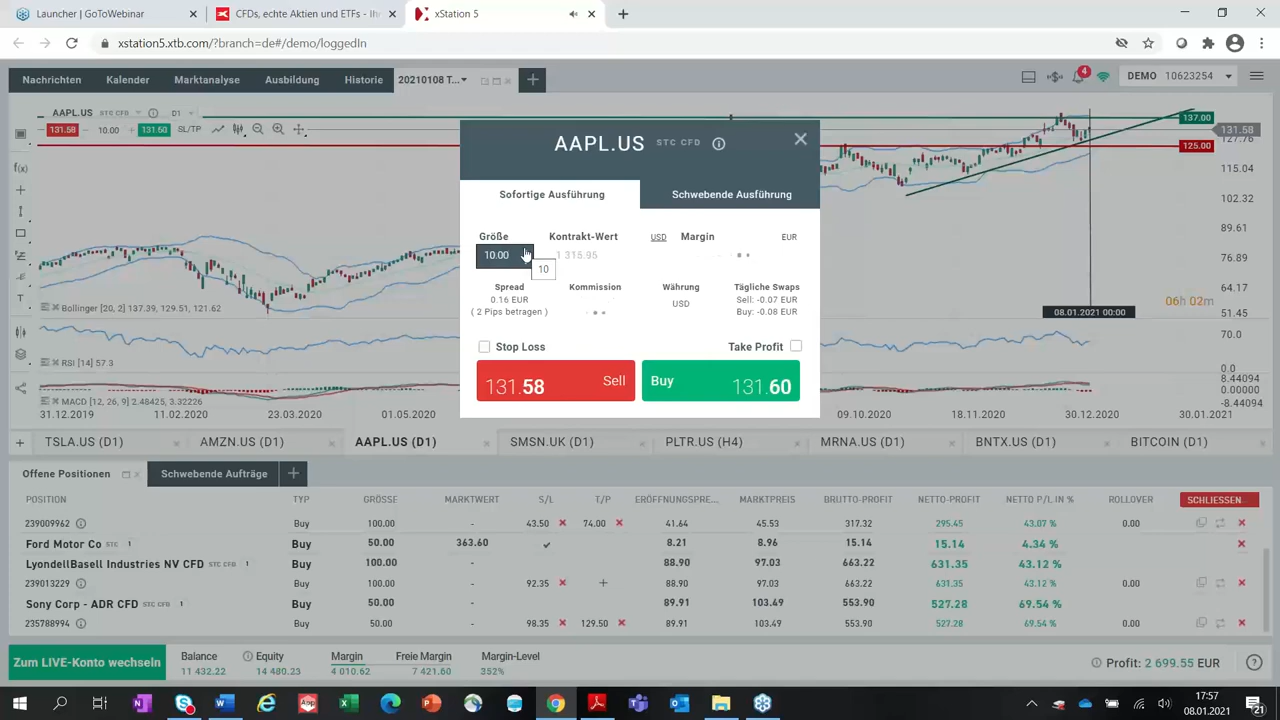 Launcher | GoToWebinar
CFDs, echte Aktien und ETFs - Ihr
xStation 5
xstation5.xtb.com/?branch=de#/demo/loggedIn
Nachrichten
Kalender
Marktanalyse
Ausbildung
Historie
20210108 T...
4
DEMO 10623254
AAPL.US STC CFD D1
131.58 10.00 131.60 SL/TP
137.00
131.58
127.76
125.00
115.04
102.32
89.61
76.89
64.17
51.45
Bollinger [20, 2] 137.39, 129.51, 121.62
06h 02m
08.01.2021 00:00
RSI [14] 57.3
70.0
0.0
MACD [12, 26, 9] 2.48425, 3.32226
8.14094
0.00000
-8.44094
31.12.2019
11.02.2020
23.03.2020
01.05.2020
09.10.2020
18.11.2020
30.12.2020
30.01.2021
AAPL.US STC CFD
Sofortige Ausführung
Schwebende Ausführung
Größe
Kontrakt-Wert
USD
Margin
EUR
10.00
1 315.95
10
Spread
Kommission
Währung
Tägliche Swaps
0.16 EUR
( 2 Pips betragen )
USD
Sell: -0.07 EUR
Buy: -0.08 EUR
Stop Loss
Take Profit
131.58 Sell
Buy 131.60
TSLA.US (D1)
AMZN.US (D1)
AAPL.US (D1)
SMSN.UK (D1)
PLTR.US (H4)
MRNA.US (D1)
BNTX.US (D1)
BITCOIN (D1)
Offene Positionen
Schwebende Aufträge
POSITION TYP GRÖSSE MARKTWERT S/L T/P ERÖFFNUNGSPRE... MARKTPREIS BRUTTO-PROFIT NETTO-PROFIT NETTO P/L IN % ROLLOVER SCHLIESSEN...
239009962 Buy 100.00 - 43.50 74.00 41.64 45.53 317.32 295.45 43.07 % 0.00
Ford Motor Co STC 1 Buy 50.00 363.60 8.21 8.96 15.14 15.14 4.34 %
LyondellBasell Industries NV CFD STC CFD 1 Buy 100.00 - 88.90 97.03 663.22 631.35 43.12 %
239013229 Buy 100.00 - 92.35 88.90 97.03 663.22 631.35 43.12 % 0.00
Sony Corp - ADR CFD STC CFD 1 Buy 50.00 - 89.91 103.49 553.90 527.28 69.54 %
235788994 Buy 50.00 - 98.35 129.50 89.91 103.49 553.90 527.28 69.54 % 0.00
Zum LIVE-Konto wechseln
Balance
Equity
Margin
Freie Margin
Margin-Level
11 432.22
14 480.23
4 010.62
7 421.60
352%
Profit: 2 699.55 EUR
17:57
08.01.2021
21